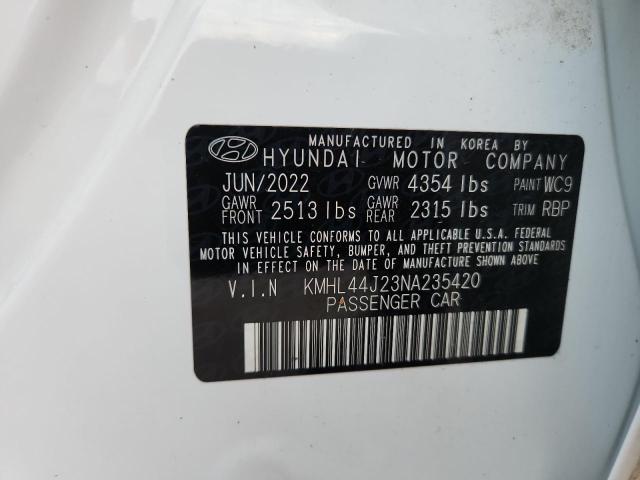 MANUFACTURED IN KOREA BY
HYUNDAI MOTOR COMPANY
JUN/2022 GVWR 4354 lbs PAINT WC9
GAWR FRONT 2513 lbs GAWR REAR 2315 lbs TRIM RBP
THIS VEHICLE CONFORMS TO ALL APPLICABLE U.S.A. FEDERAL
MOTOR VEHICLE SAFETY, BUMPER, AND THEFT PREVENTION STANDARDS
IN EFFECT ON THE DATE OF MANUFACTURE SHOWN ABOVE.
V.I.N KMHL44J23NA235420
PASSENGER CAR